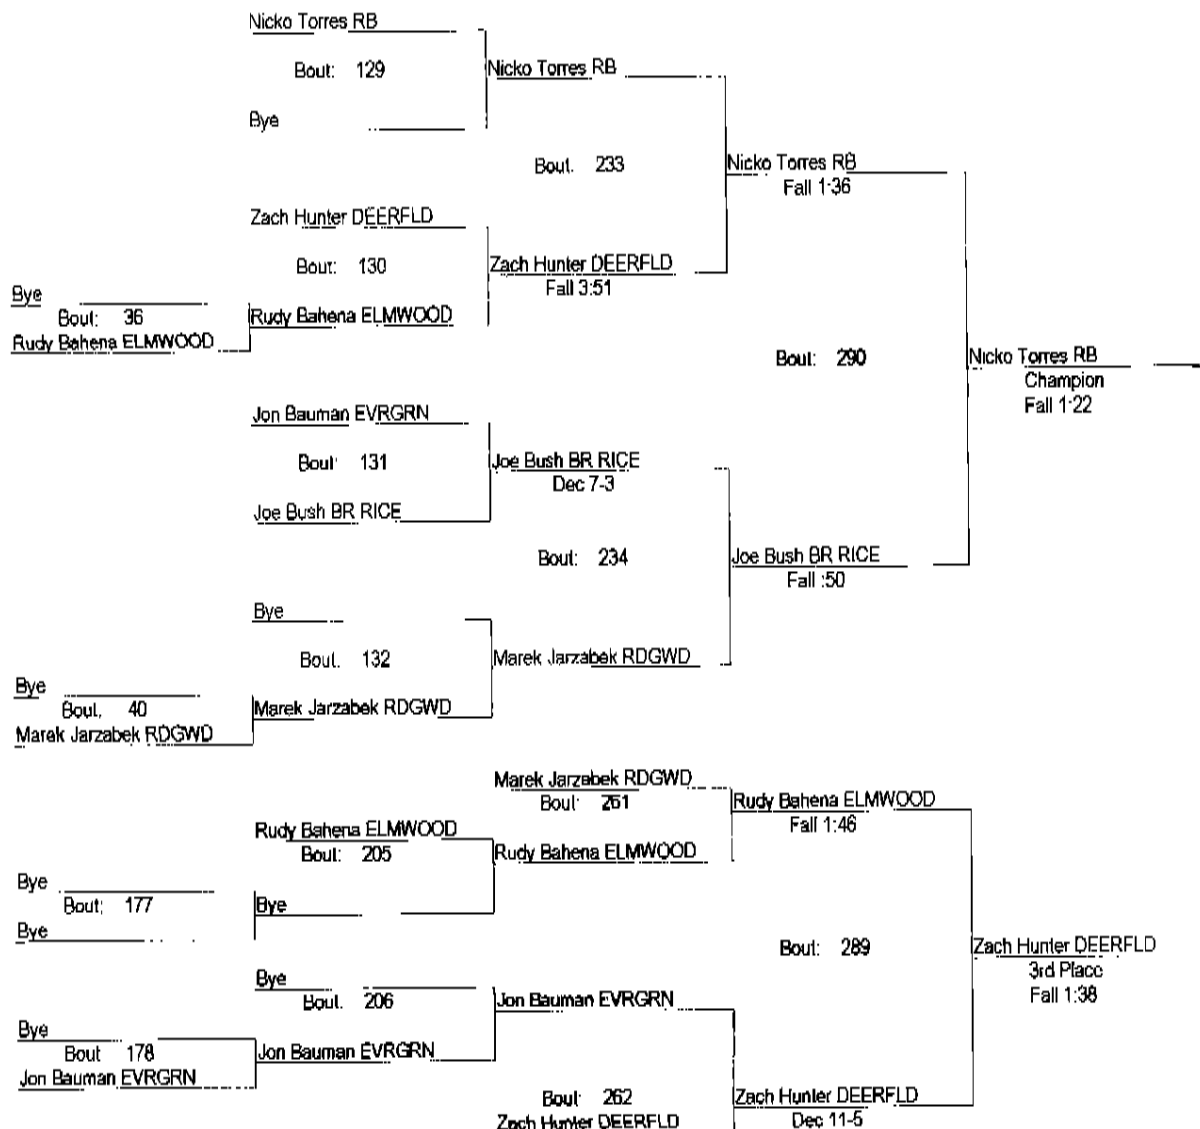 Nicko Torres RB
Bout: 129
Nicko Torres RB
Bye
Bout. 233
Nicko Torres RB
Fall 1:36
Zach Hunter DEERFLD
Bout: 130
Zach Hunter DEERFLD
Fall 3:51
Bye
Bout: 36
Rudy Bahena ELMWOOD
Rudy Bahena ELMWOOD
Bout: 290
Nicko Torres RB
Champion
Fall 1:22
Jon Bauman EVRGRN
Bout: 131
Joe Bush BR RICE
Dec 7-3
Joe Bush BR RICE
Bout: 234
Joe Bush BR RICE
Fall :50
Bye
Bout. 132
Marek Jarzabek RDGWD
Bye
Bout. 40
Marek Jarzabek RDGWD
Marek Jarzabek RDGWD
Marek Jarzabek RDGWD
Bout: 261
Rudy Bahena ELMWOOD
Fall 1:46
Rudy Bahena ELMWOOD
Bout: 205
Rudy Bahena ELMWOOD
Bye
Bout: 177
Bye
Bye
Bout: 289
Zach Hunter DEERFLD
3rd Place
Fall 1:38
Bye
Bout. 206
Jon Bauman EVRGRN
Bye
Bout 178
Jon Bauman EVRGRN
Jon Bauman EVRGRN
Bout: 262
Zach Hunter DEERFLD
Zach Hunter DEERFLD
Dec 11-5